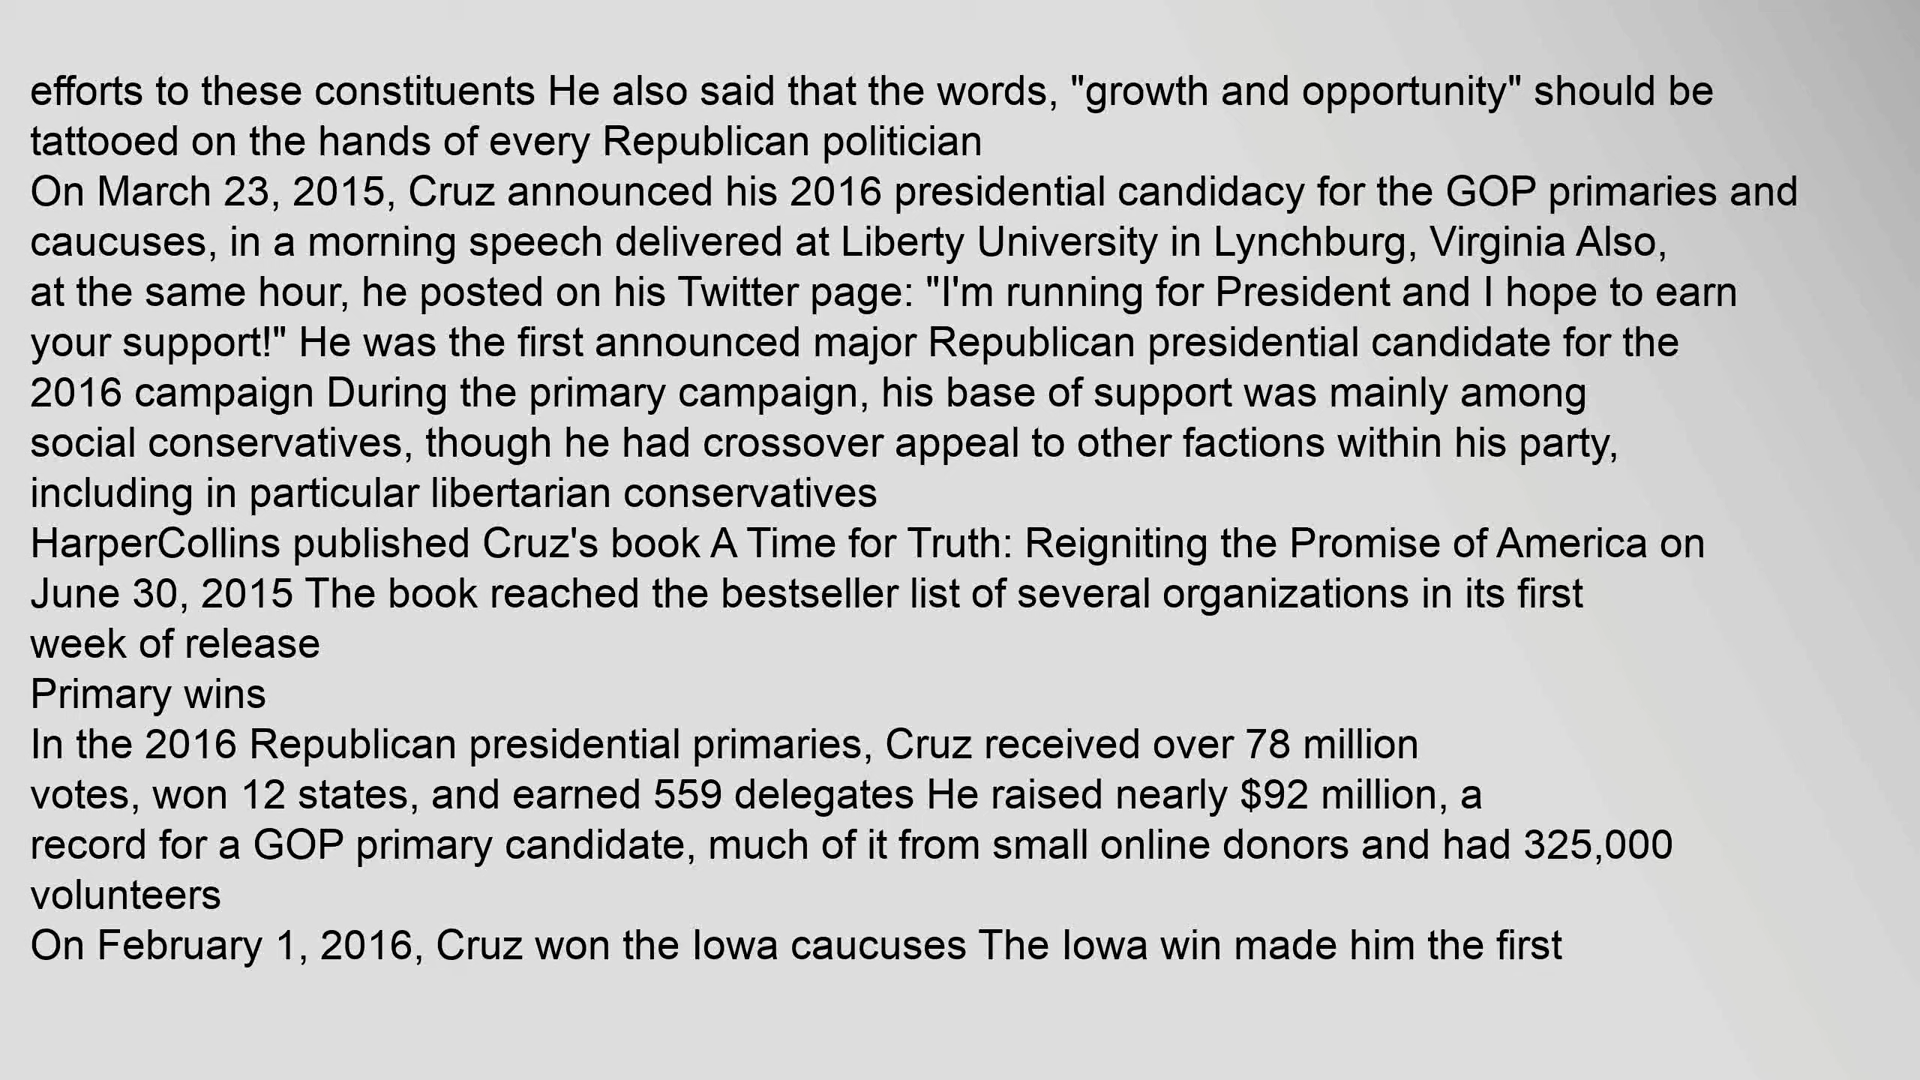 efforts to these constituents He also said that the words, "growth and opportunity" should be
tattooed on the hands of every Republican politician
On March 23, 2015, Cruz announced his 2016 presidential candidacy for the GOP primaries and
caucuses, in a morning speech delivered at Liberty University in Lynchburg, Virginia Also,
at the same hour, he posted on his Twitter page: "I'm running for President and I hope to earn
your support!" He was the first announced major Republican presidential candidate for the
2016 campaign During the primary campaign, his base of support was mainly among
social conservatives, though he had crossover appeal to other factions within his party,
including in particular libertarian conservatives
HarperCollins published Cruz's book A Time for Truth: Reigniting the Promise of America on
June 30, 2015 The book reached the bestseller list of several organizations in its first
week of release
Primary wins
In the 2016 Republican presidential primaries, Cruz received over 78 million
votes, won 12 states, and earned 559 delegates He raised nearly $92 million, a
record for a GOP primary candidate, much of it from small online donors and had 325,000
volunteers
On February 1, 2016, Cruz won the Iowa caucuses The Iowa win made him the first